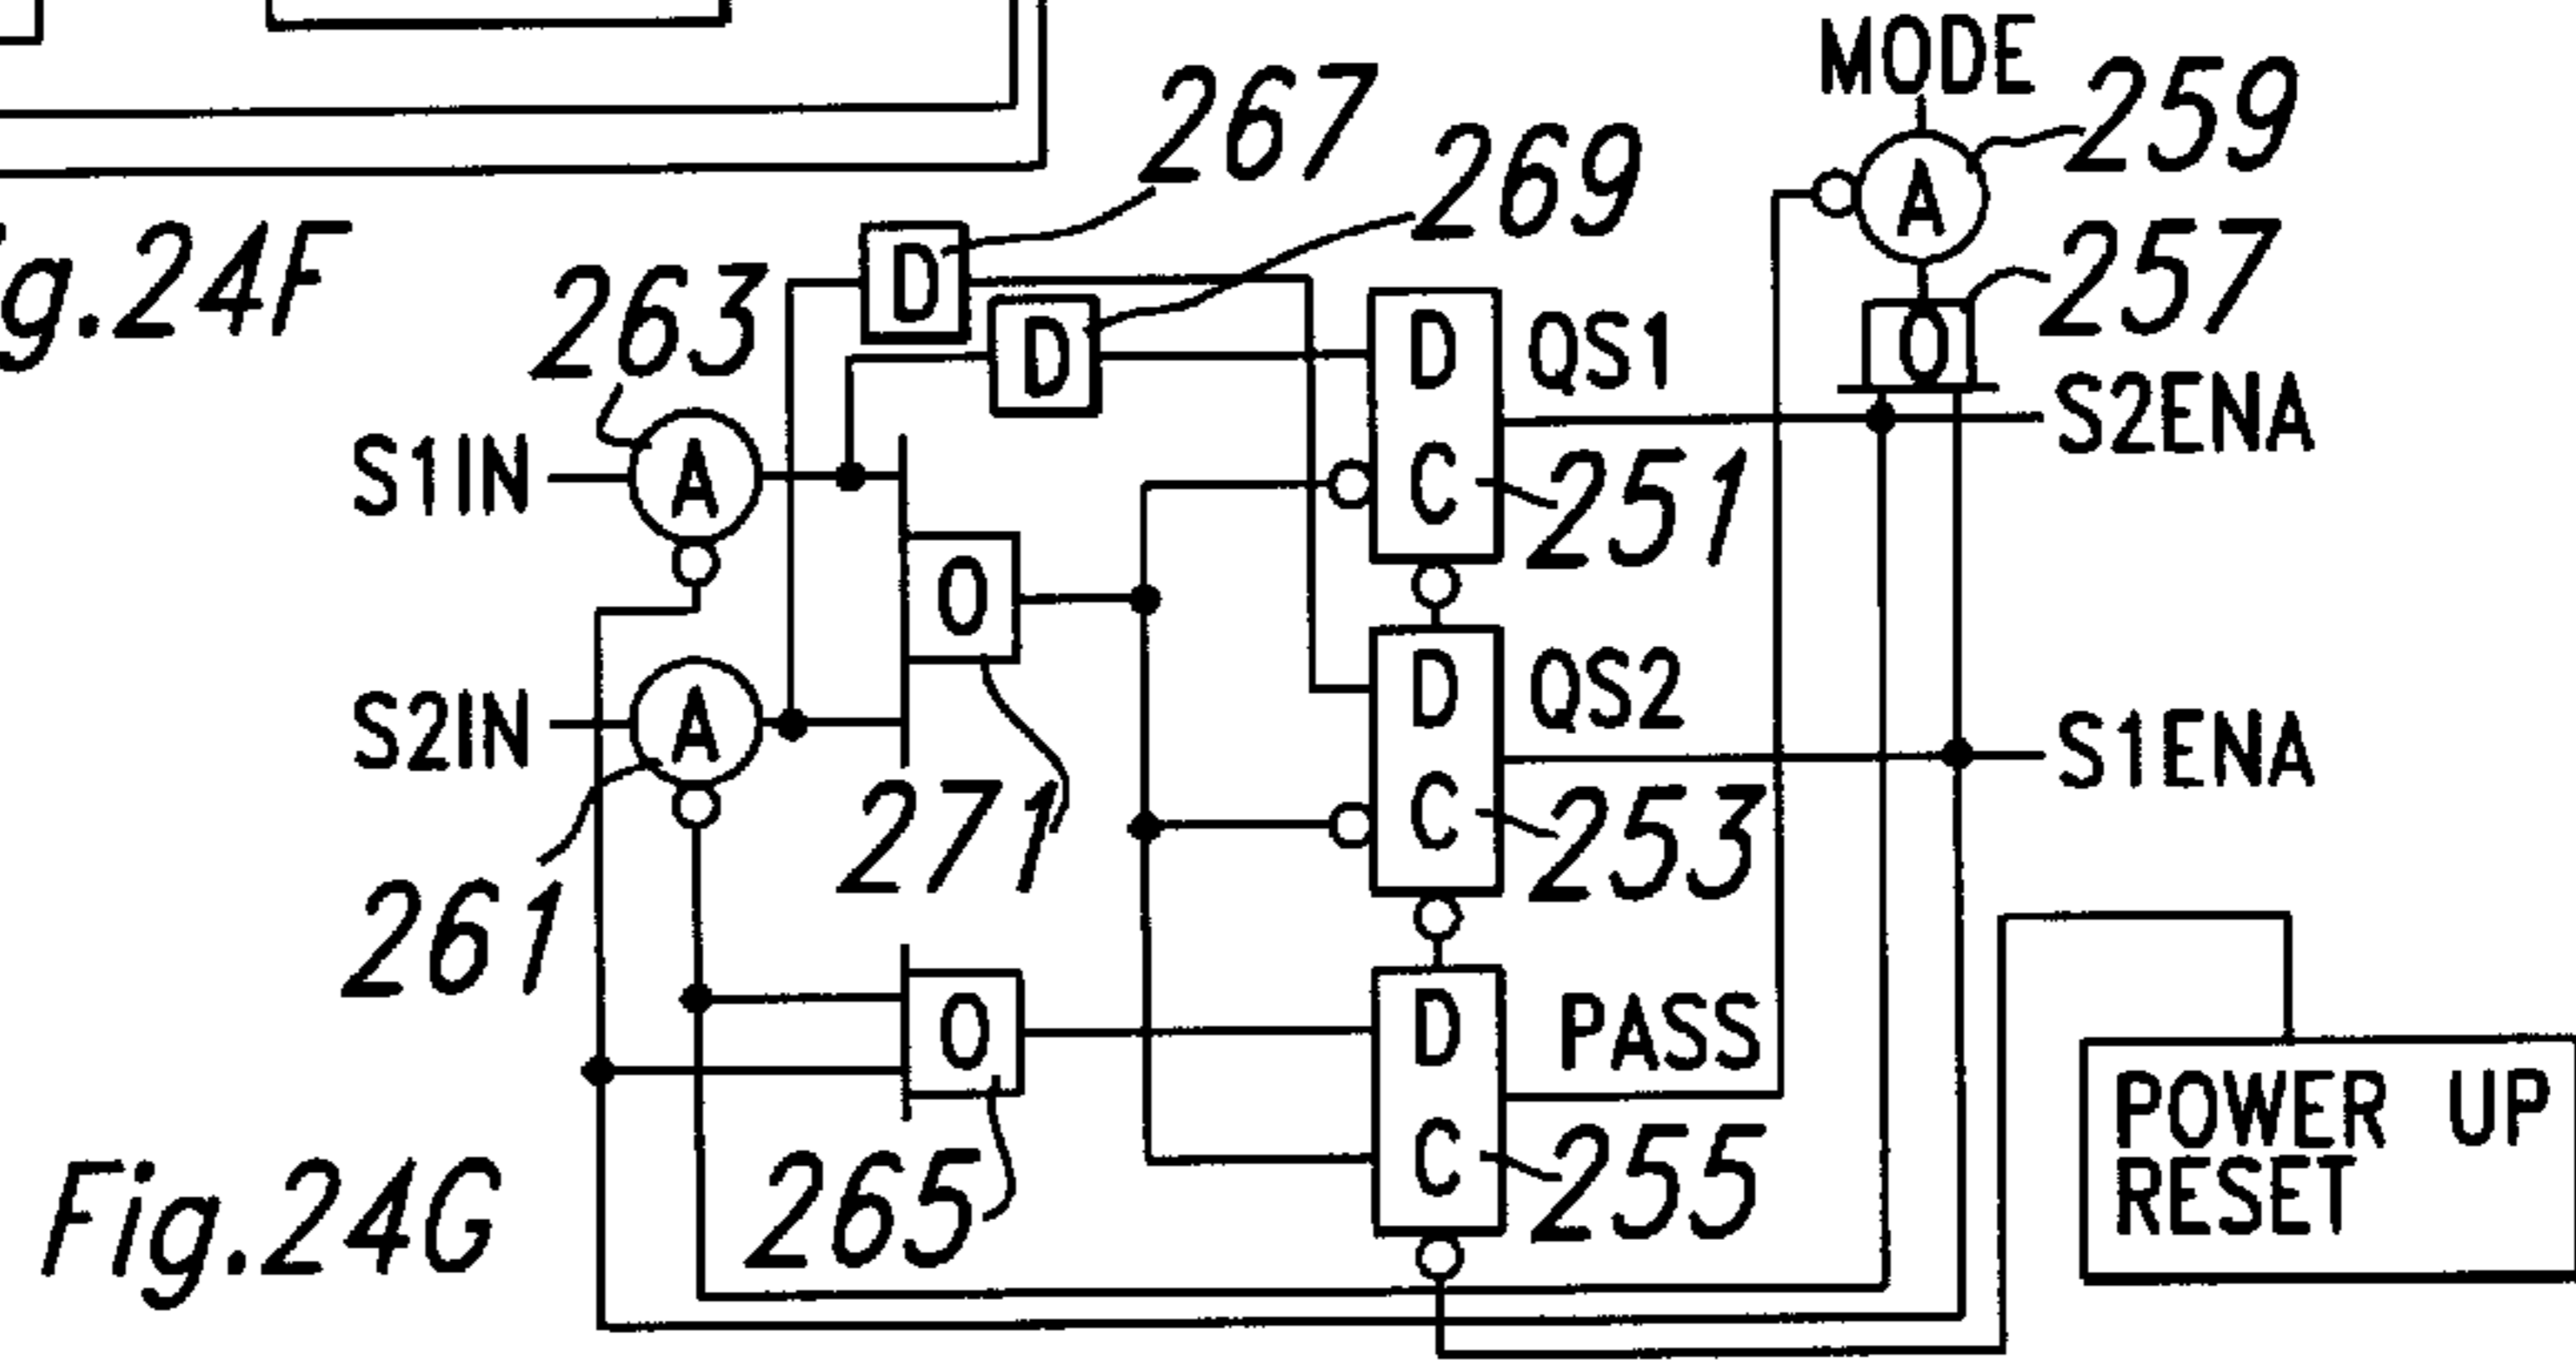 MODE
259
267
269
g.24F
263
D
A
257
D
D
QS1
O
S2ENA
S1IN
A
C
251
O
S2IN
A
D
QS2
S1ENA
271
C
253
261
O
D
PASS
POWER UP
RESET
Fig.24G
265
C
255